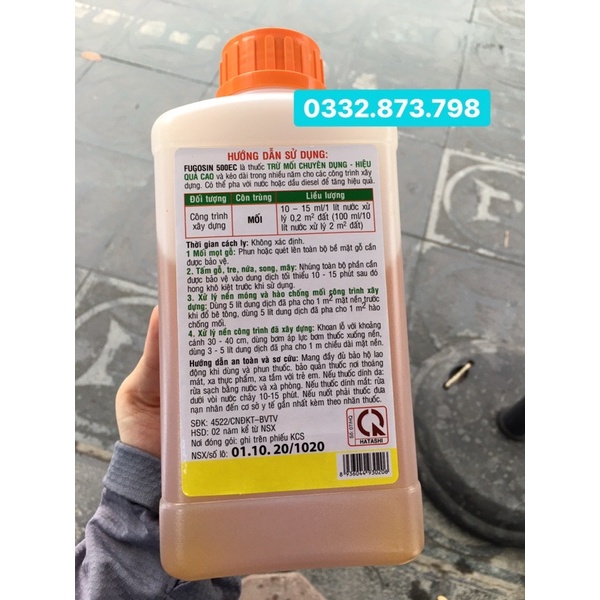 0332.873.798
HƯỚNG DẪN SỬ DỤNG:
FUGOSIN 500EC là thuốc TRỪ MỐI CHUYÊN DỤNG - HIỆU
QUẢ CAO và kéo dài trong nhiều năm cho các công trình xây
dựng. Có thể pha với nước hoặc dầu diesel để tăng hiệu quả.
Đối tượng Côn trùng Liều lượng
Công trình xây dựng MỐI 10 - 15 ml/1 lít nước xử
lý 0,2 m² đất (100 ml/10
lít nước xử lý 2 m² đất)
Thời gian cách ly: Không xác định.
1 Mối mọt gỗ: Phun hoặc quét lên toàn bộ bề mặt gỗ cần
được bảo vệ.
2. Tấm gỗ, tre, nứa, song, mây: Nhúng toàn bộ phần cần
được bảo vệ vào dung dịch tối thiểu 10 - 15 phút sau đó
hong khô kiệt trước khi sử dụng.
3. Xử lý nền móng và hào chống mối công trình xây
dựng: Dùng 5 lít dung dịch đã pha cho 1 m² mặt nền trước
khi đổ bê tông, dùng 5 lít dung dịch đã pha cho 1 m² hào
chống mối.
4. Xử lý nền công trình đã xây dựng: Khoan lỗ với khoảng
cánh 30 - 40 cm, dùng bơm áp lực bơm thuốc xuống nền,
dùng 3 - 5 lít dung dịch đã pha cho 1 m chiều dài mặt nền.
Hướng dẫn an toàn và sơ cứu: Mang đầy đủ bảo hộ lao
động khi dùng và phun thuốc. bảo quản thuốc nơi thoáng
mát, xa thực phẩm, xa tầm với trẻ em. Nếu thuốc dính da:
rửa sạch bằng nước và xà phòng. Nếu thuốc dính mắt: rửa
dưới vòi nước chảy 10-15 phút. Nếu nuốt phải thuốc đưa
nạn nhân đến cơ sở y tế gần nhất kèm theo nhãn thuốc.
SĐK: 4522/CNĐKT-BVTV
HSD: 02 năm kể từ NSX
Nơi đóng gói: ghi trên phiếu KCS
NSX/số lô: 01.10. 20/1020
HATASHI
8 936044 930206